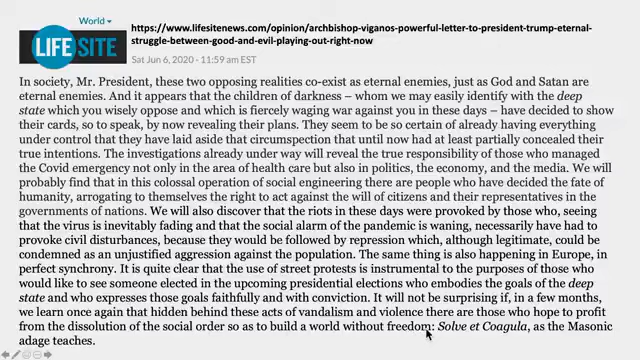 World
https://www.lifesitenews.com/opinion/archbishop-viganos-powerful-letter-to-president-trump-eternal-
struggle-between-good-and-evil-playing-out-right-now
LIFE SITE
Sat Jun 6, 2020 - 11:59 am EST
In society, Mr. President, these two opposing realities co-exist as eternal enemies, just as God and Satan are
eternal enemies. And it appears that the children of darkness – whom we may easily identify with the deep
state which you wisely oppose and which is fiercely waging war against you in these days – have decided to show
their cards, so to speak, by now revealing their plans. They seem to be so certain of already having everything
under control that they have laid aside that circumspection that until now had at least partially concealed their
true intentions. The investigations already under way will reveal the true responsibility of those who managed
the Covid emergency not only in the area of health care but also in politics, the economy, and the media. We will
probably find that in this colossal operation of social engineering there are people who have decided the fate of
humanity, arrogating to themselves the right to act against the will of citizens and their representatives in the
governments of nations. We will also discover that the riots in these days were provoked by those who, seeing
that the virus is inevitably fading and that the social alarm of the pandemic is waning, necessarily have had to
provoke civil disturbances, because they would be followed by repression which, although legitimate, could be
condemned as an unjustified aggression against the population. The same thing is also happening in Europe, in
perfect synchrony. It is quite clear that the use of street protests is instrumental to the purposes of those who
would like to see someone elected in the upcoming presidential elections who embodies the goals of the deep
state and who expresses those goals faithfully and with conviction. It will not be surprising if, in a few months,
we learn once again that hidden behind these acts of vandalism and violence there are those who hope to profit
from the dissolution of the social order so as to build a world without freedom: Solve et Coagula, as the Masonic
adage teaches.